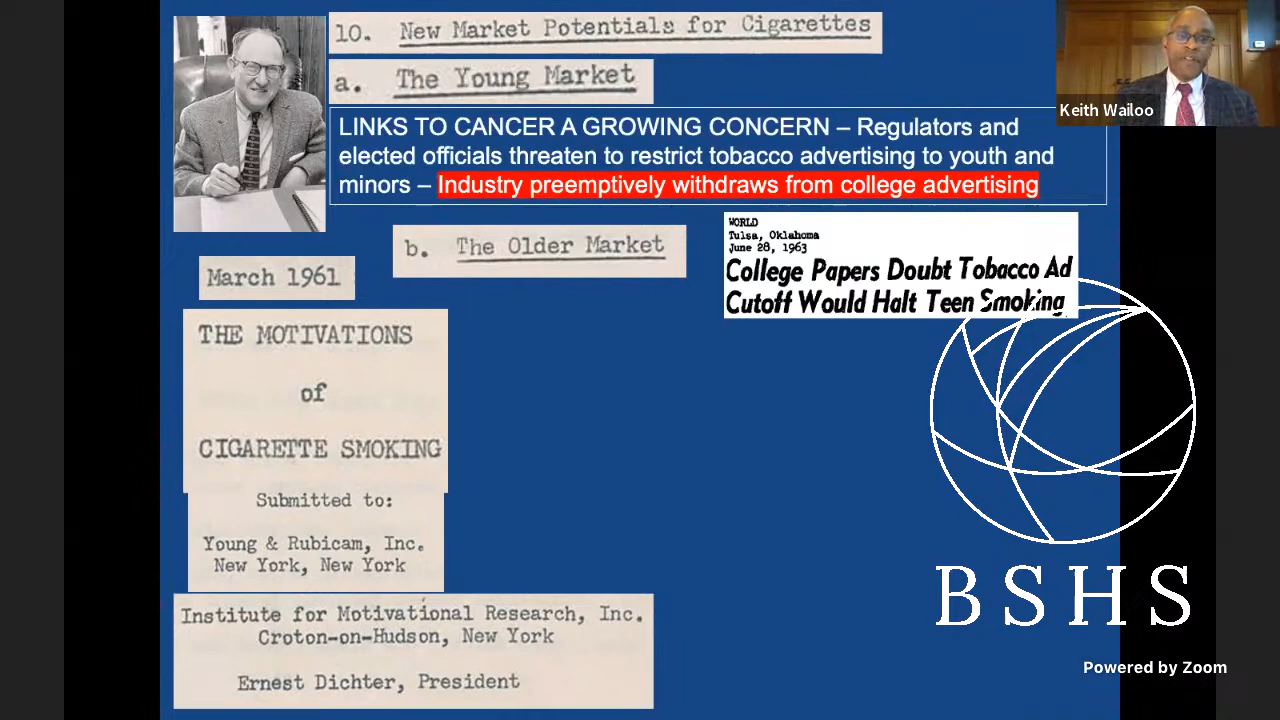 10. New Market Potentials for Cigarettes
a. The Young Market
Keith Wailoo
LINKS TO CANCER A GROWING CONCERN – Regulators and
elected officials threaten to restrict tobacco advertising to youth and
minors – Industry preemptively withdraws from college advertising
b. The Older Market
WORLD
Tulsa, Oklahoma
June 28, 1963
College Papers Doubt Tobacco Ad
Cutoff Would Halt Teen Smoking
March 1961
THE MOTIVATIONS
of
CIGARETTE SMOKING
Submitted to:
Young & Rubicam, Inc.
New York, New York
Institute for Motivational Research, Inc.
Croton-on-Hudson, New York
Ernest Dichter, President
BSHS
Powered by Zoom